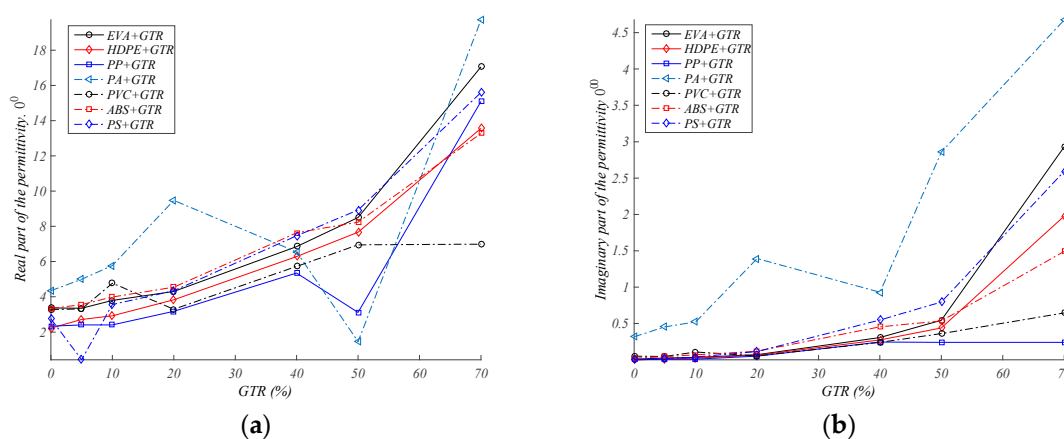 EVA+GTR
HDPE+GTR
PP+GTR
PA+GTR
PVC+GTR
ABS+GTR
PS+GTR
Real part of the permittivity. 0⁰
18
16
14
12
10
8
6
4
2
0 10 20 30 40 50 60 70
GTR (%)
(a)
EVA+GTR
HDPE+GTR
PP+GTR
PA+GTR
PVC+GTR
ABS+GTR
PS+GTR
Imaginary part of the permittivity 0⁰⁰
4.5
4
3.5
3
2.5
2
1.5
1
0.5
0 10 20 30 40 50 60 70
GTR (%)
(b)